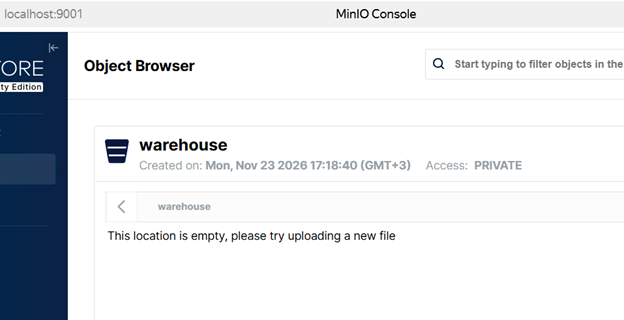 localhost:9001
MinIO Console
Object Browser
Start typing to filter objects in the
warehouse
Created on: Mon, Nov 23 2026 17:18:40 (GMT+3) Access: PRIVATE
warehouse
This location is empty, please try uploading a new file
Edition